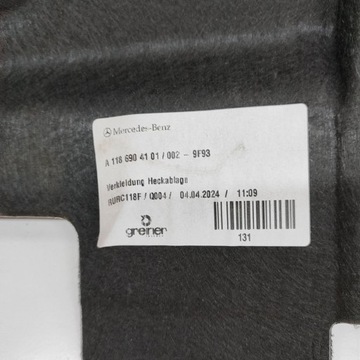 Mercedes-Benz
A 118 690 41 01 / 002 - 9F93
Verkleidung Heckablage
/ Q004 / 04.04.2024 / 11:09
greiner
131